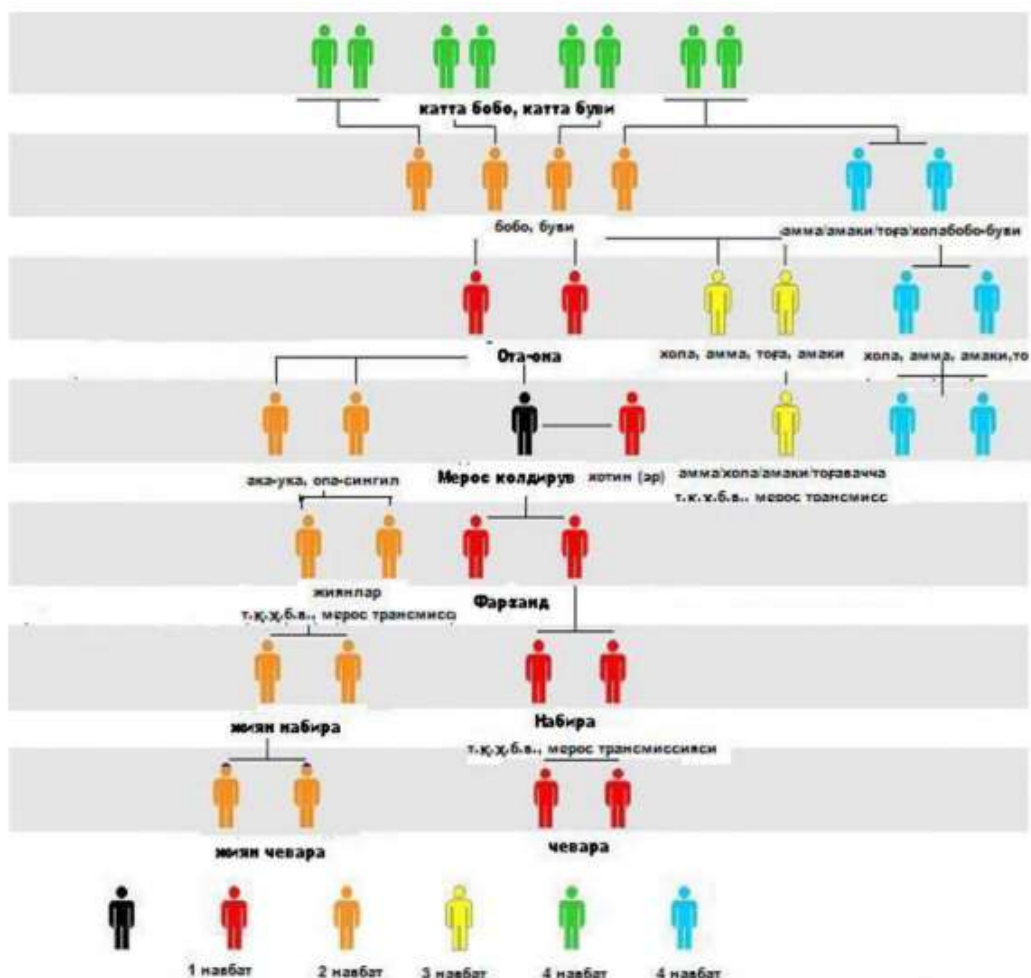 катта бобо, катта буви
бобо, буви
амма/амаки/тоға/холабобо-буви
Ота-она
хола, амма, тоға, амаки
хола, амма, амаки,то
ака-ука, опа-сингил
Мерос колдирув
хотин (эр)
амма/хола/амаки/тоғавачча
т.қ.ҳ.б.в., мерос трансмисс
жиянлар
т.қ.ҳ.б.в., мерос трансмисс
Фарханд
жиян набира
Набира
т.қ.ҳ.б.в., мерос трансмиссияси
жиян чевара
чевара
1 навбат
2 навбат
3 навбат
4 навбат
4 навбат